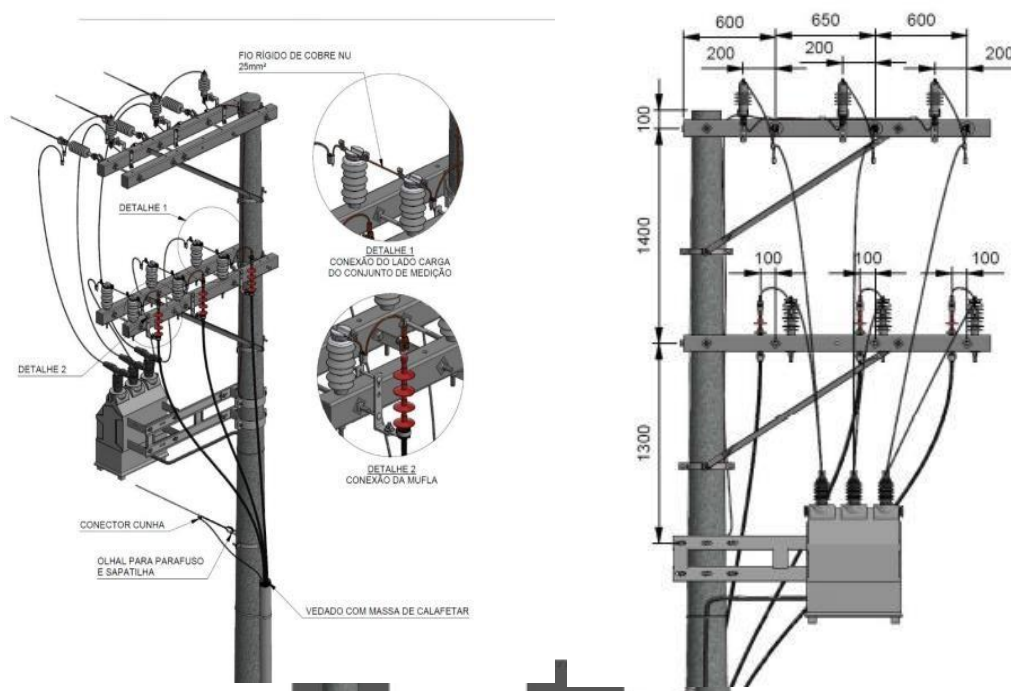 FIO RÍGIDO DE COBRE NU
25mm²
DETALHE 1
DETALHE 1
CONEXÃO DO LADO CARGA
DO CONJUNTO DE MEDIÇÃO
DETALHE 2
DETALHE 2
CONEXÃO DA MUFLA
CONECTOR CUNHA
OLHAL PARA PARAFUSO
E SAPATILHA
VEDADO COM MASSA DE CALAFETAR
600 650 600
200 200 200
100
1400
100 100 100
1300